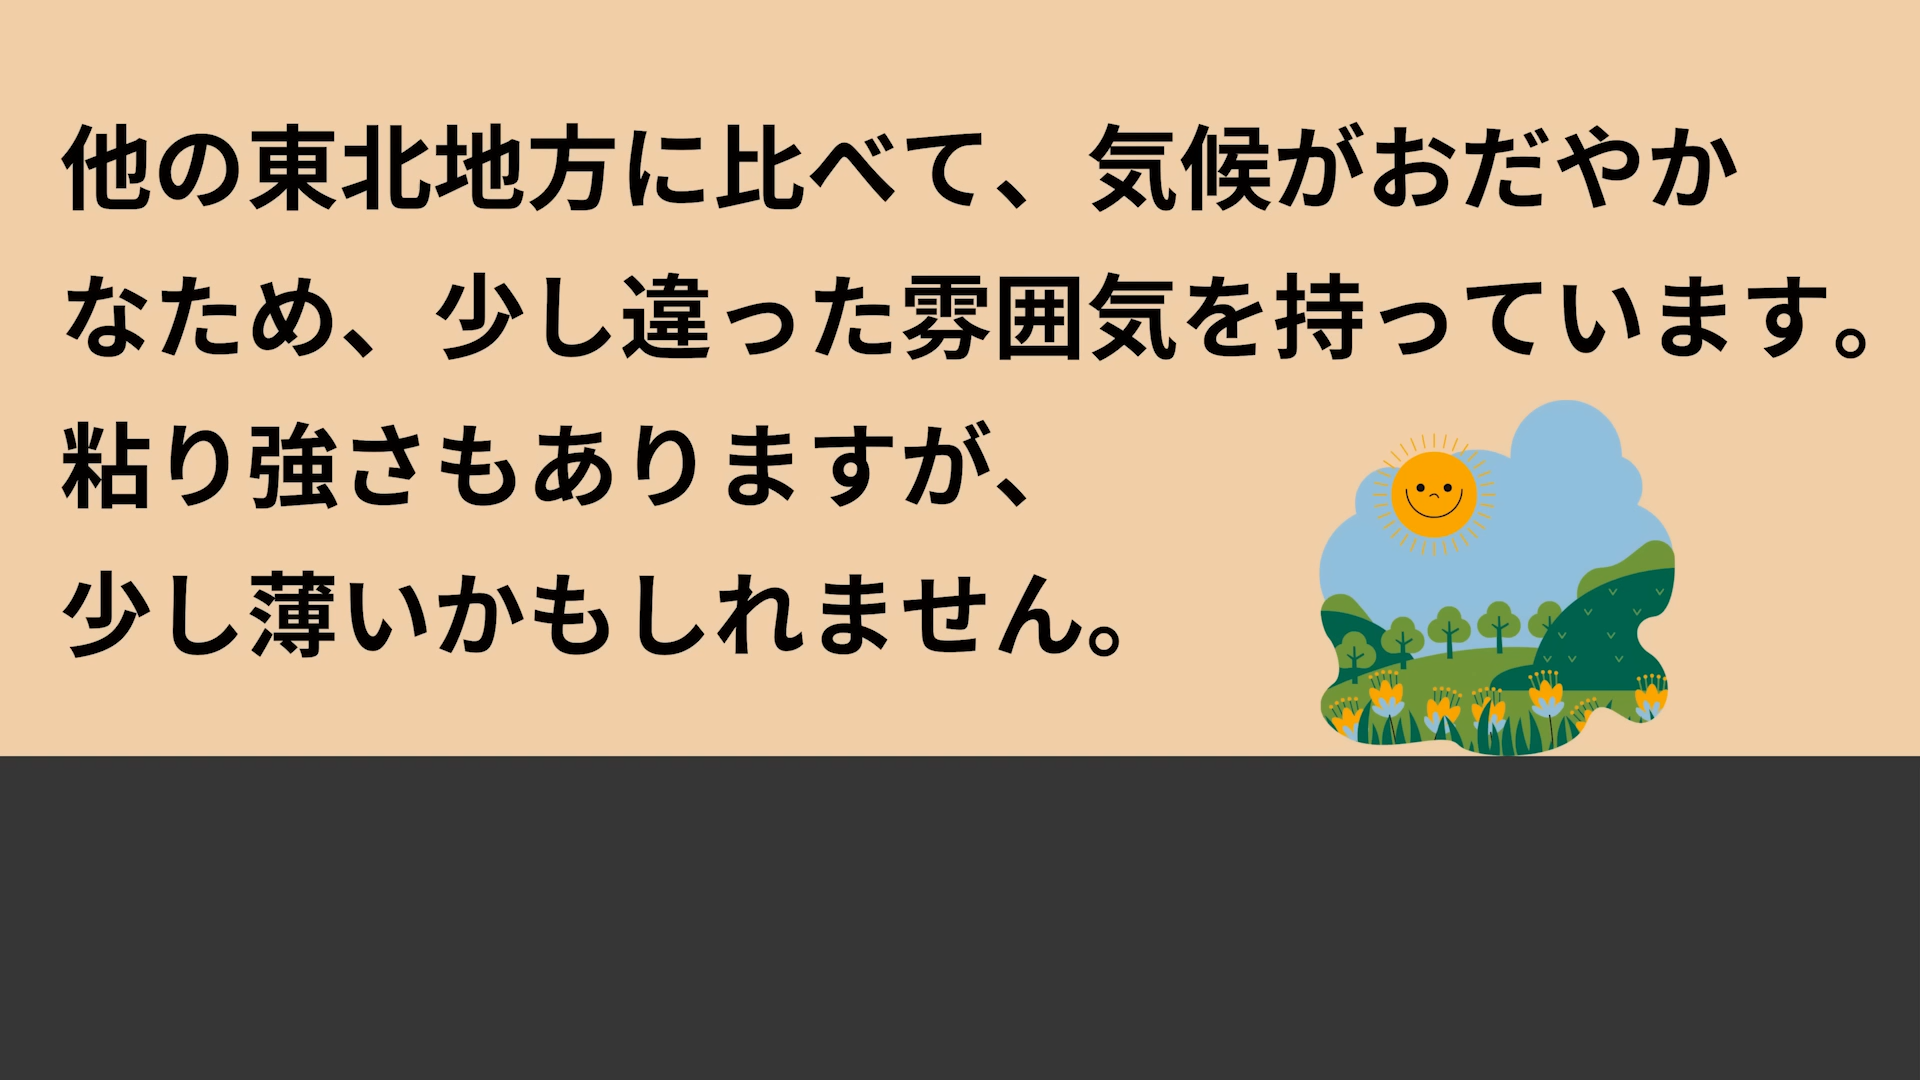 他の東北地方に比べて、気候がおだやか
なため、少し違った雰囲気を持っています。
粘り強さもありますが、
少し薄いかもしれません。